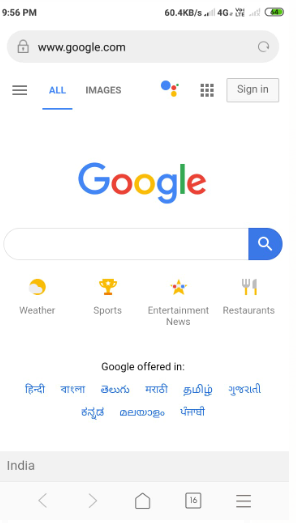 9:56 PM 60.4KB/s 4G 44
www.google.com
ALL IMAGES Sign in
Google
Weather Sports Entertainment News Restaurants
Google offered in:
हिन्दी বাংলা తెలుగు मराठी தமிழ் ગુજરાતી
ಕನ್ನಡ മലയാളം ਪੰਜਾਬੀ
India
16